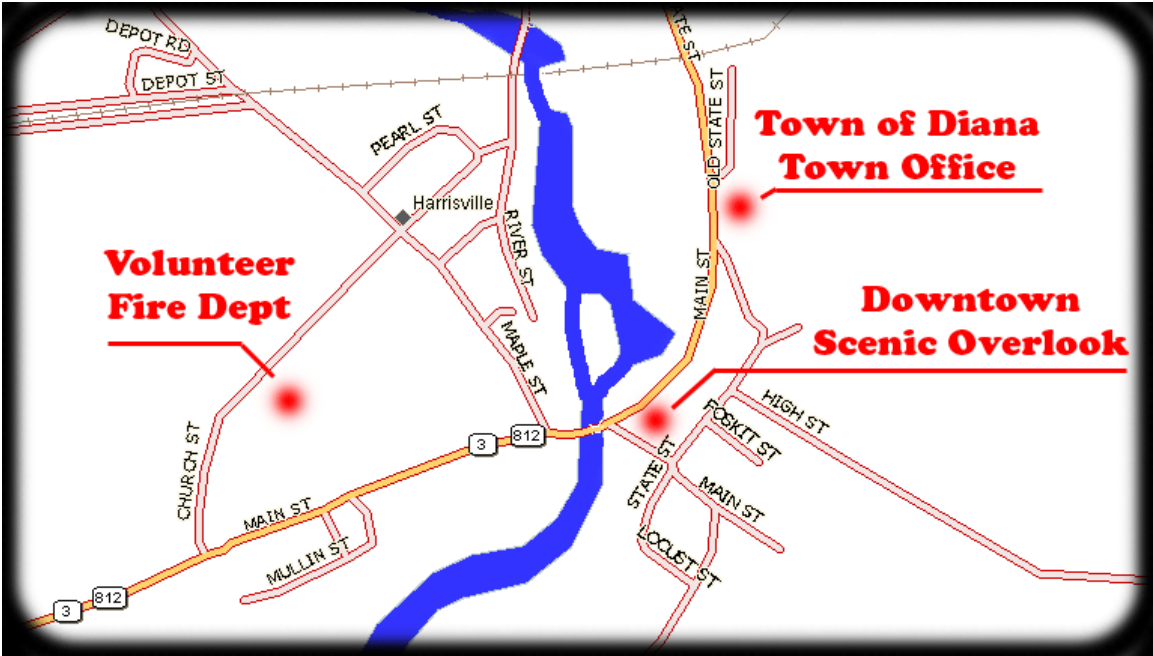 DEPOT RD
DEPOT ST
PEARL ST
Harrisville
RIVER ST
MAPLE ST
CHURCH ST
MAIN ST
MULLIN ST
3
812
3
812
ATE ST
OLD STATE ST
MAIN ST
HIGH ST
FOSKIT ST
STATE ST
MAIN ST
LOCUST ST
Town of Diana
Town Office
Volunteer
Fire Dept
Downtown
Scenic Overlook